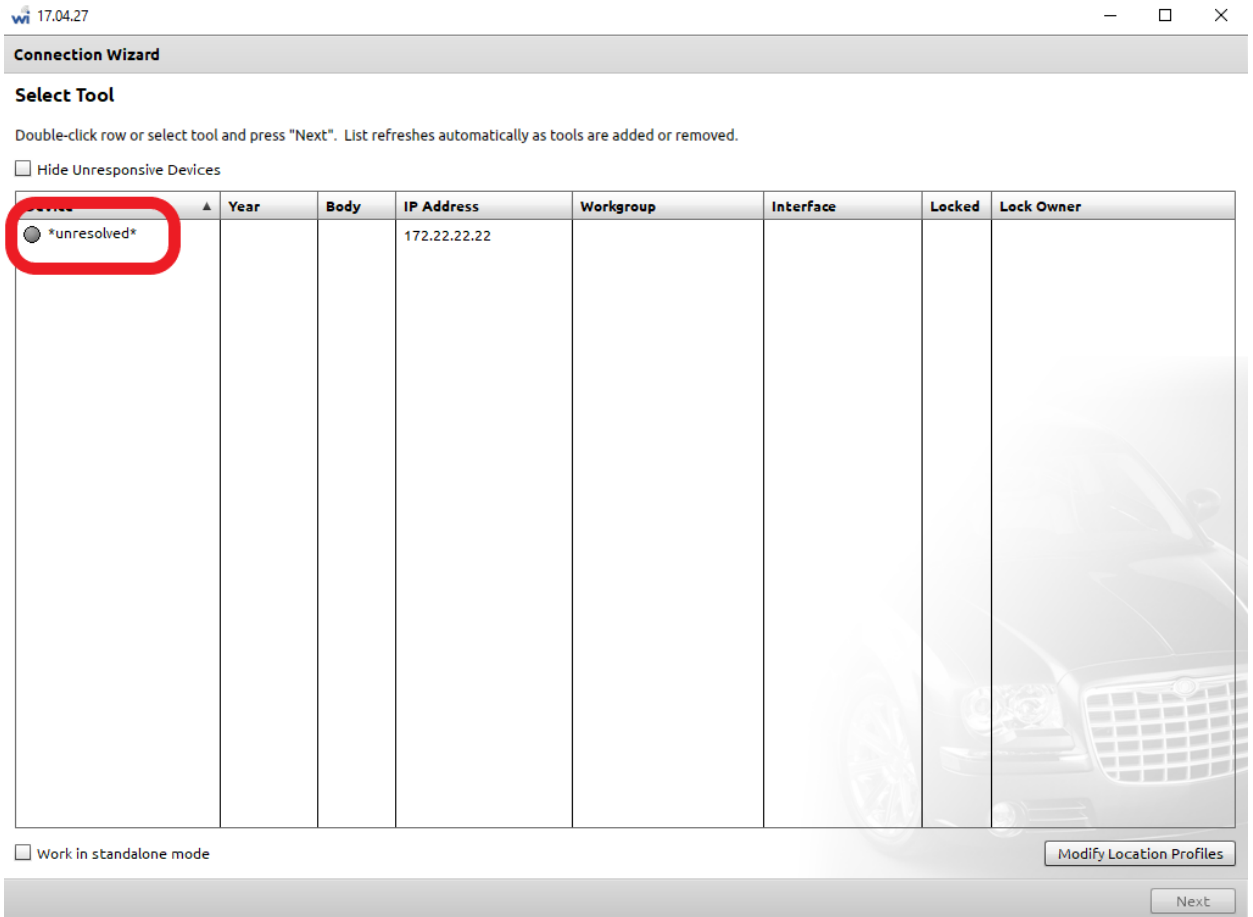 wi 17.04.27
Connection Wizard
Select Tool
Double-click row or select tool and press "Next". List refreshes automatically as tools are added or removed.
Hide Unresponsive Devices
Year Body IP Address Workgroup Interface Locked Lock Owner
*unresolved* 172.22.22.22
Work in standalone mode Modify Location Profiles
Next